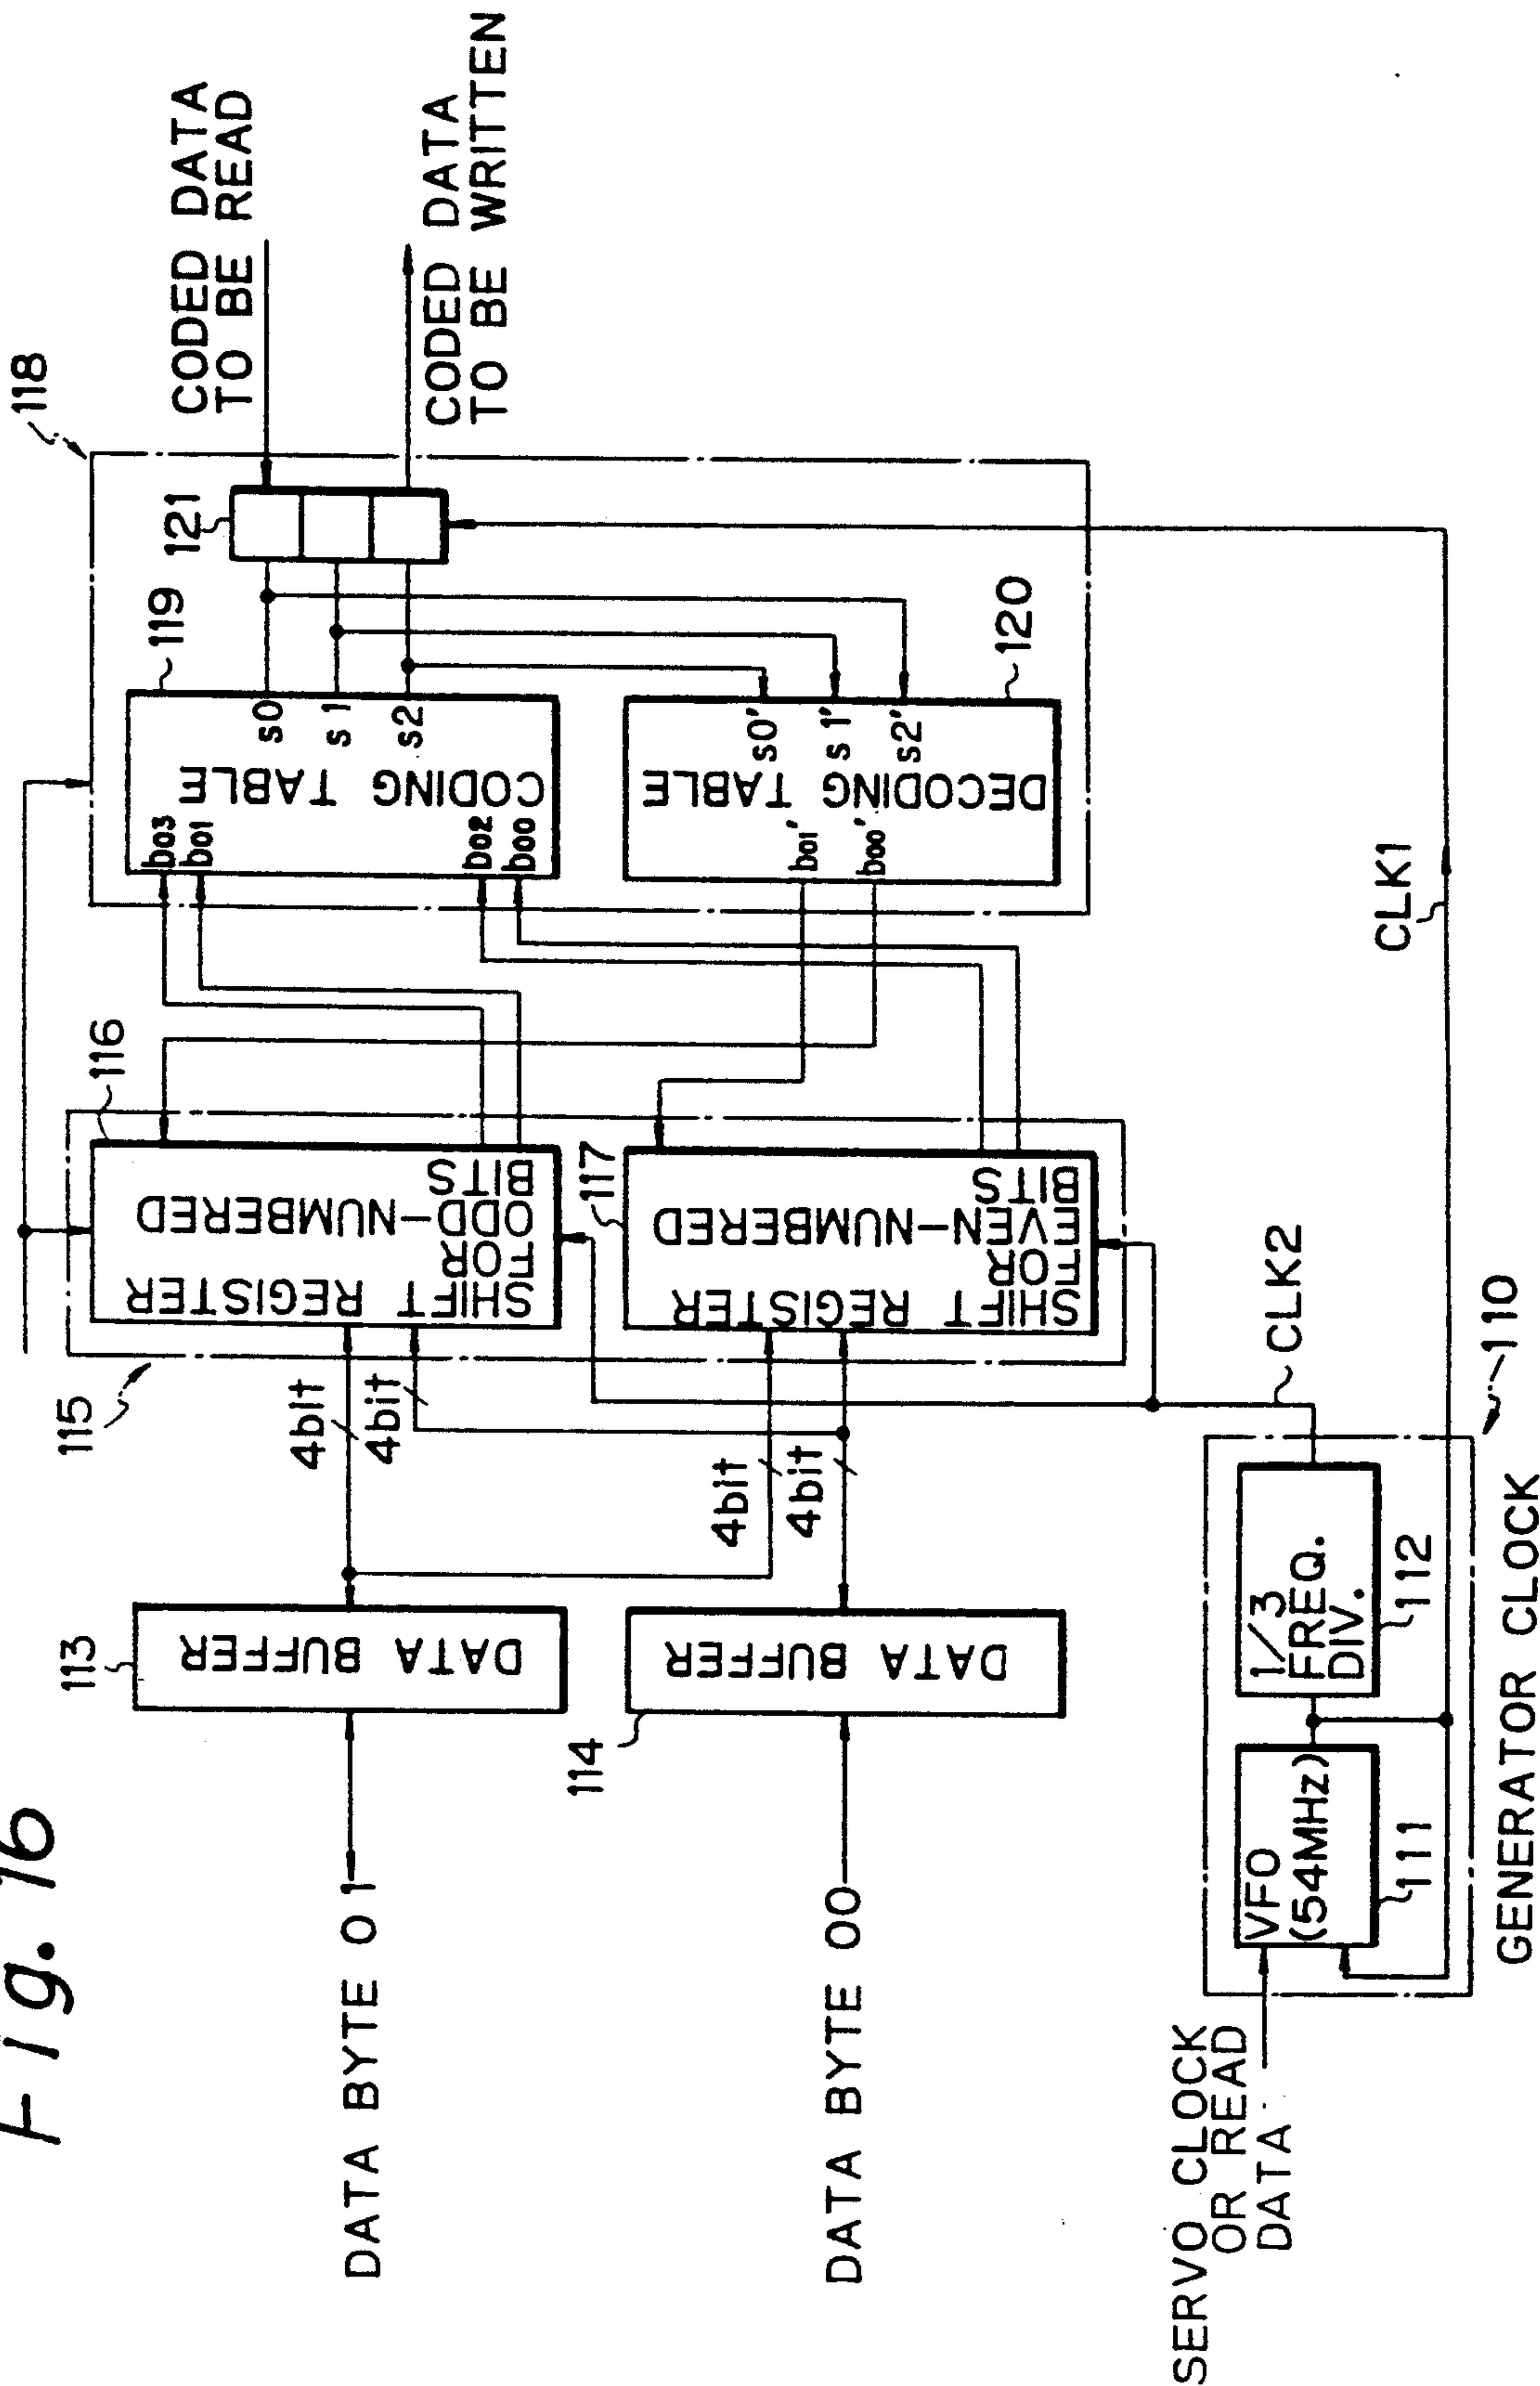 Fig. 16
118
CODED DATA
TO BE READ
CODED DATA
TO BE WRITTEN
121
119
s0
s1
s2
CODING TABLE
b03
b01
b02
b00
120
s0'
s1'
s2'
DECODING TABLE
b01'
b00'
115
116
SHIFT REGISTER
FOR
ODD-NUMBERED
BITS
117
SHIFT REGISTER
FOR
EVEN-NUMBERED
BITS
4bit
4bit
4bit
4bit
113
DATA BUFFER
DATA BYTE 01
114
DATA BUFFER
DATA BYTE 00
CLK1
CLK2
110
1/3
FREQ.
DIV.
112
VFO
(54MHz)
111
SERVO CLOCK
OR READ
DATA
GENERATOR CLOCK